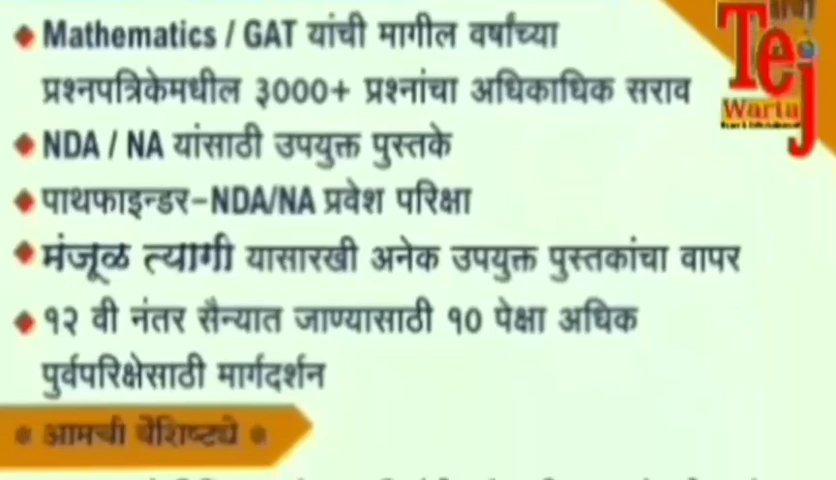 Mathematics / GAT यांची मागील वर्षांच्या
प्रश्नपत्रिकेमधील ३०००+ प्रश्नांचा अधिकाधिक सराव
NDA / NA यांसाठी उपयुक्त पुस्तके
पाथफाइन्डर-NDA/NA प्रवेश परिक्षा
मंजूळ त्यागी यासारखी अनेक उपयुक्त पुस्तकांचा वापर
१२ वी नंतर सैन्यात जाण्यासाठी १० पेक्षा अधिक
पुर्वपरिक्षेसाठी मार्गदर्शन
आमची वैशिष्ट्ये
Tej
Warta